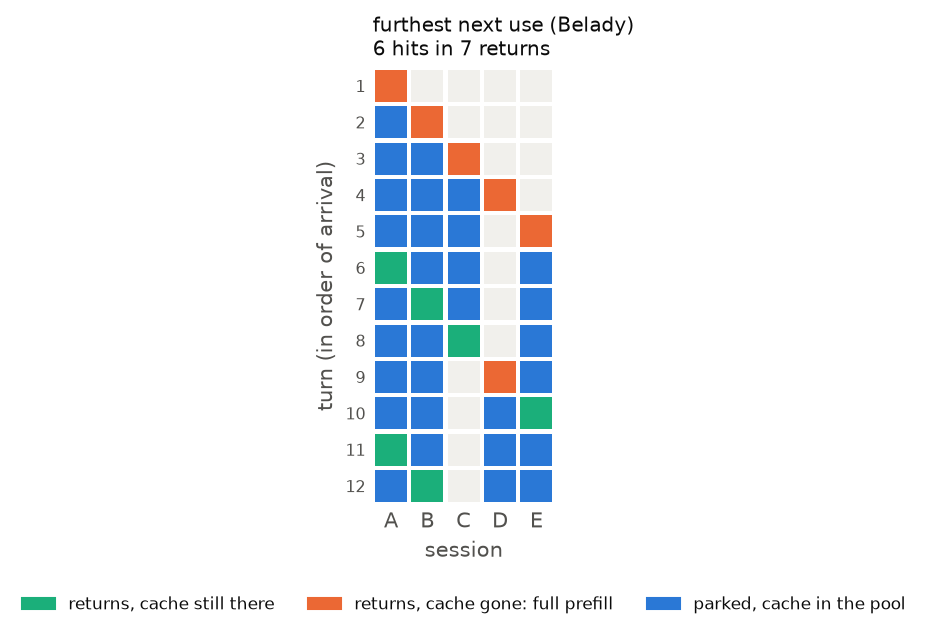 furthest next use (Belady)
6 hits in 7 returns
turn (in order of arrival)
1
2
3
4
5
6
7
8
9
10
11
12
A B C D E
session
returns, cache still there
returns, cache gone: full prefill
parked, cache in the pool